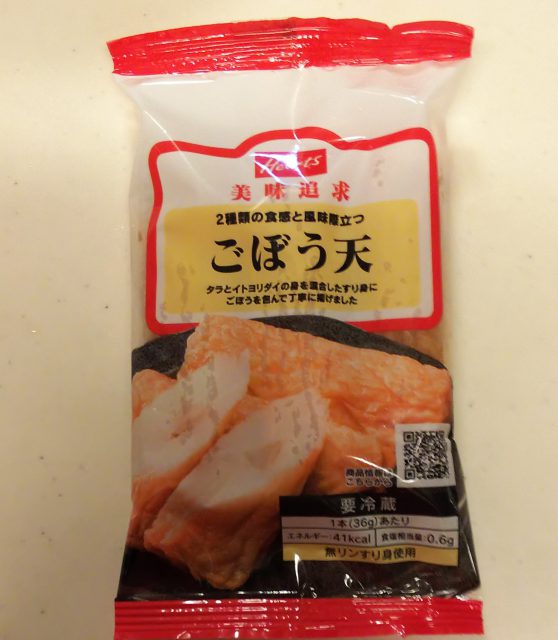 Hearts
美味追求
2種類の食感と風味際立つ
ごぼう天
タラとイトヨリダイの身を混合したすり身に
ごぼうを包んで丁寧に揚げました
商品情報は
こちらから
要冷蔵
1本(36g)あたり
エネルギー:41kcal 食塩相当量:0.6g
無リンすり身使用